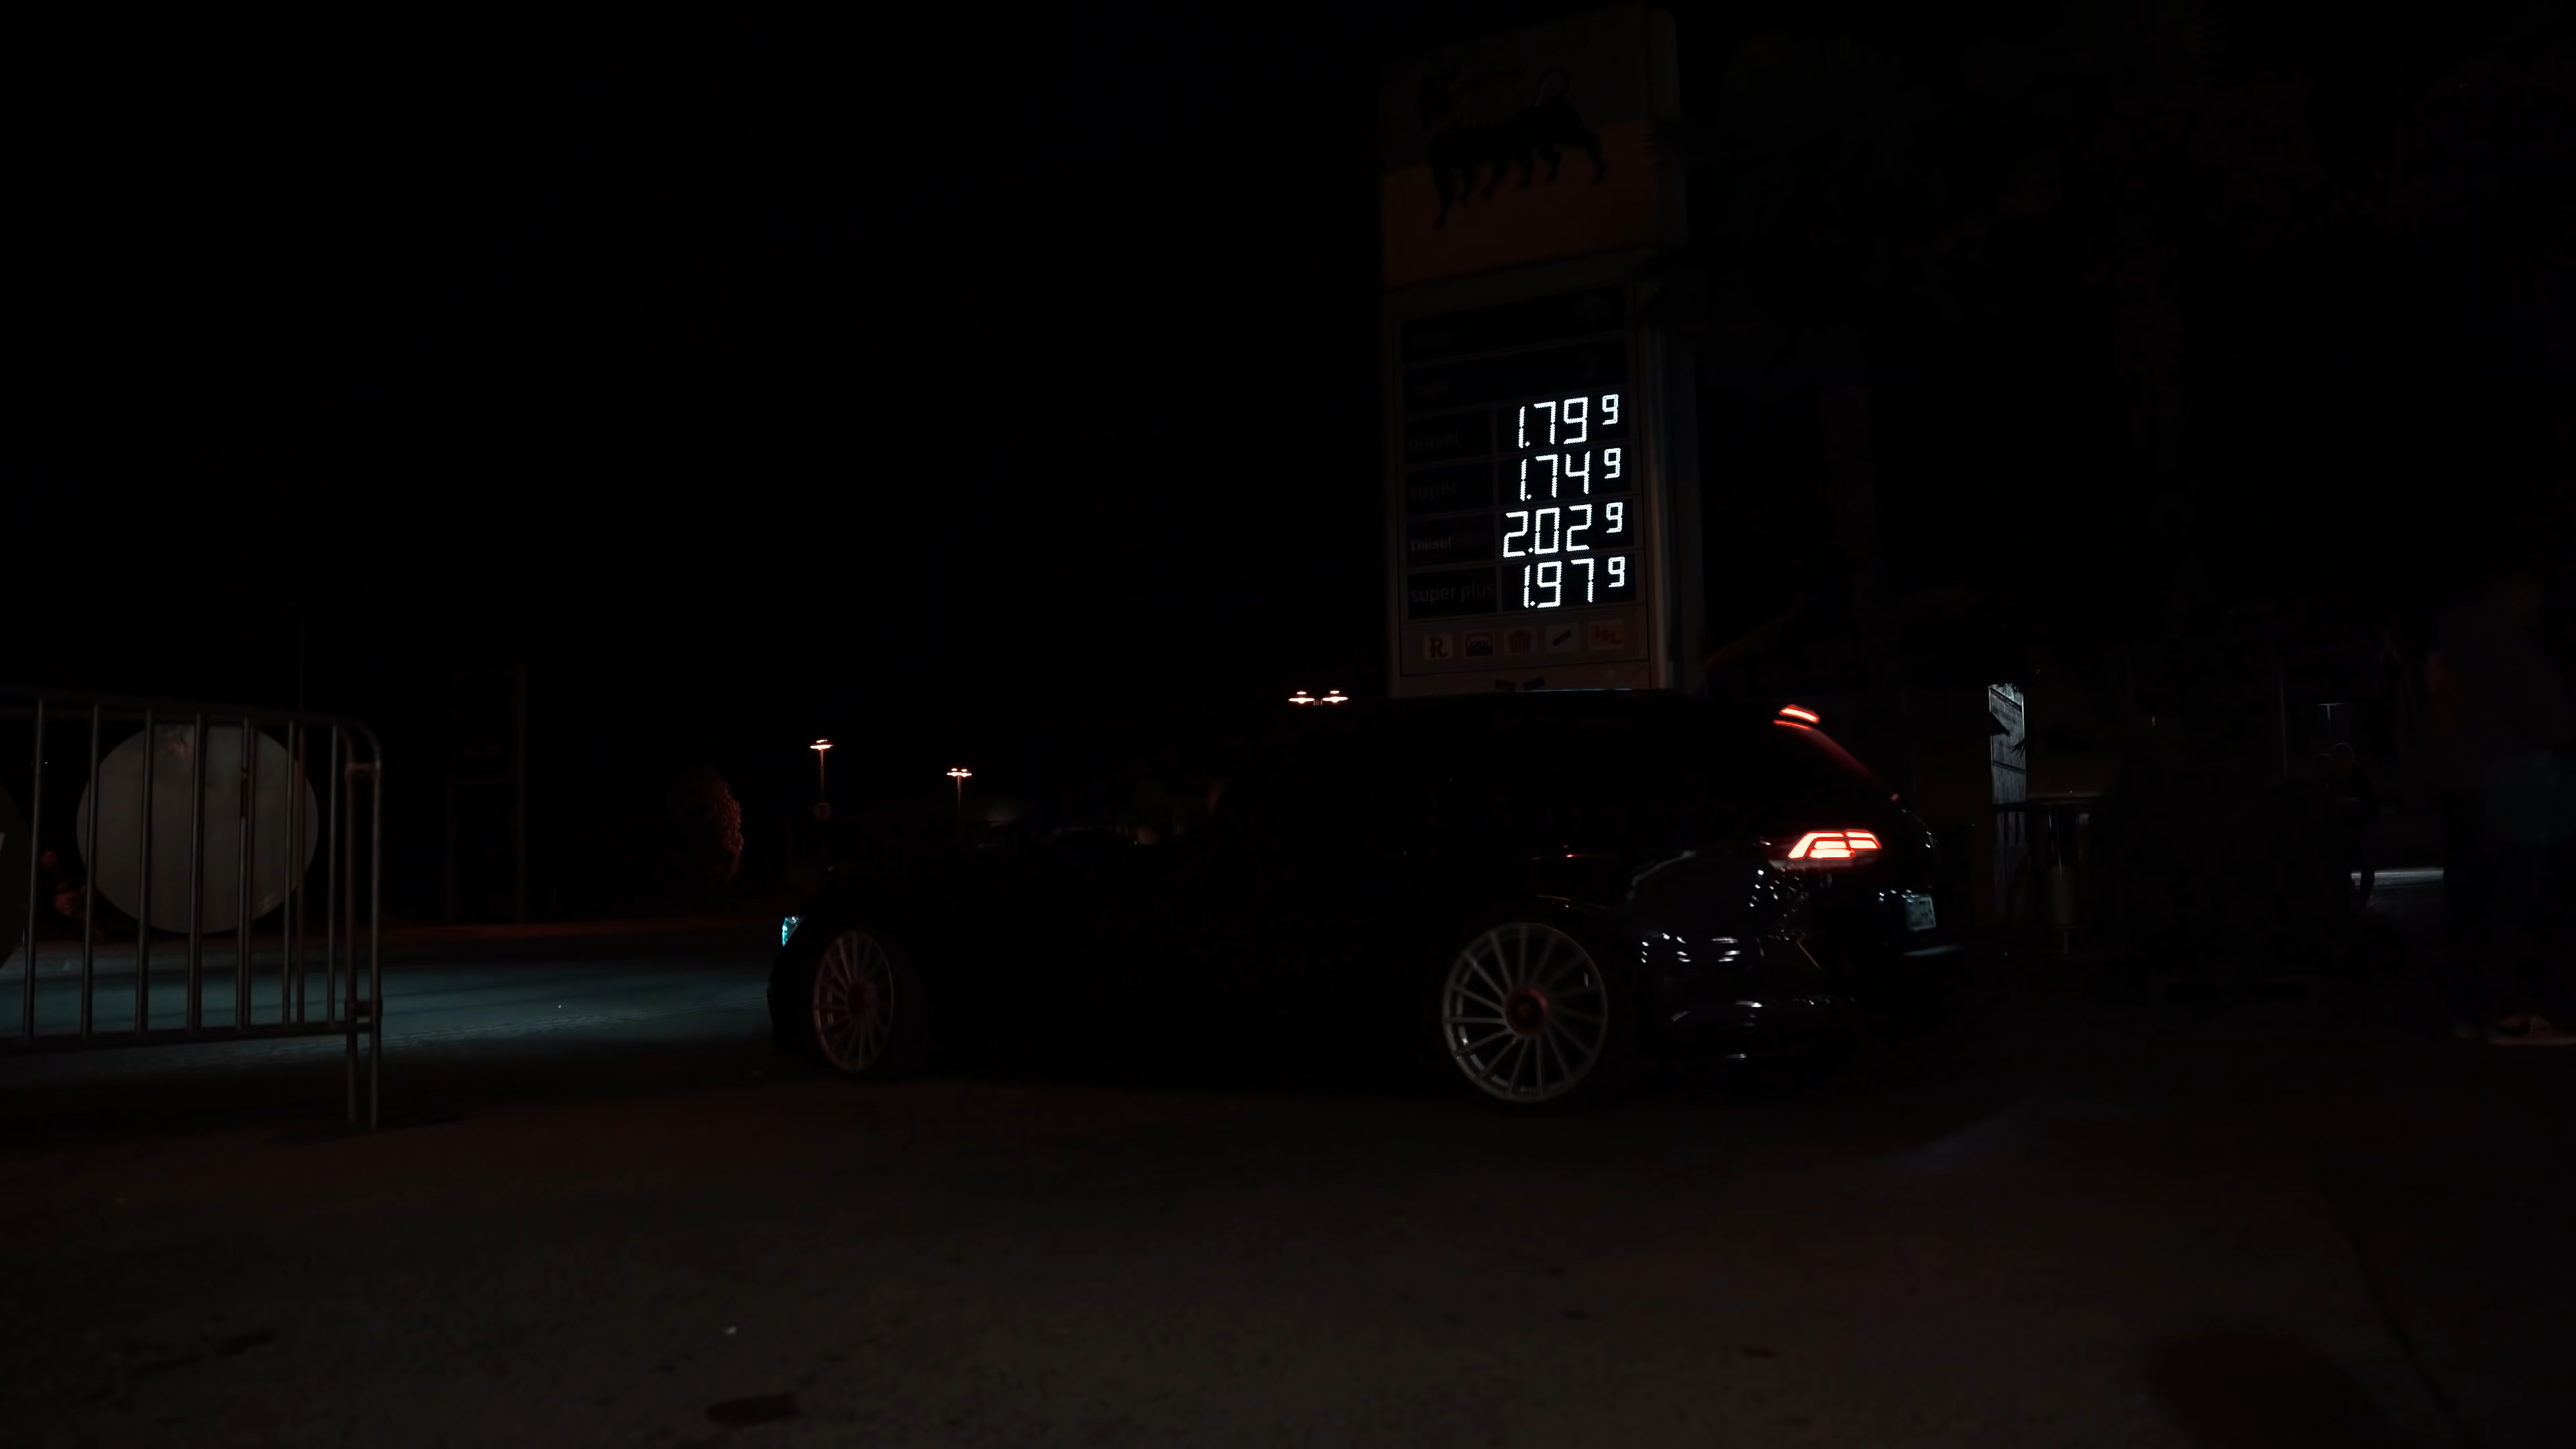 diesel 1.79 9
super 1.74 9
Diesel 2.02 9
super plus 1.97 9